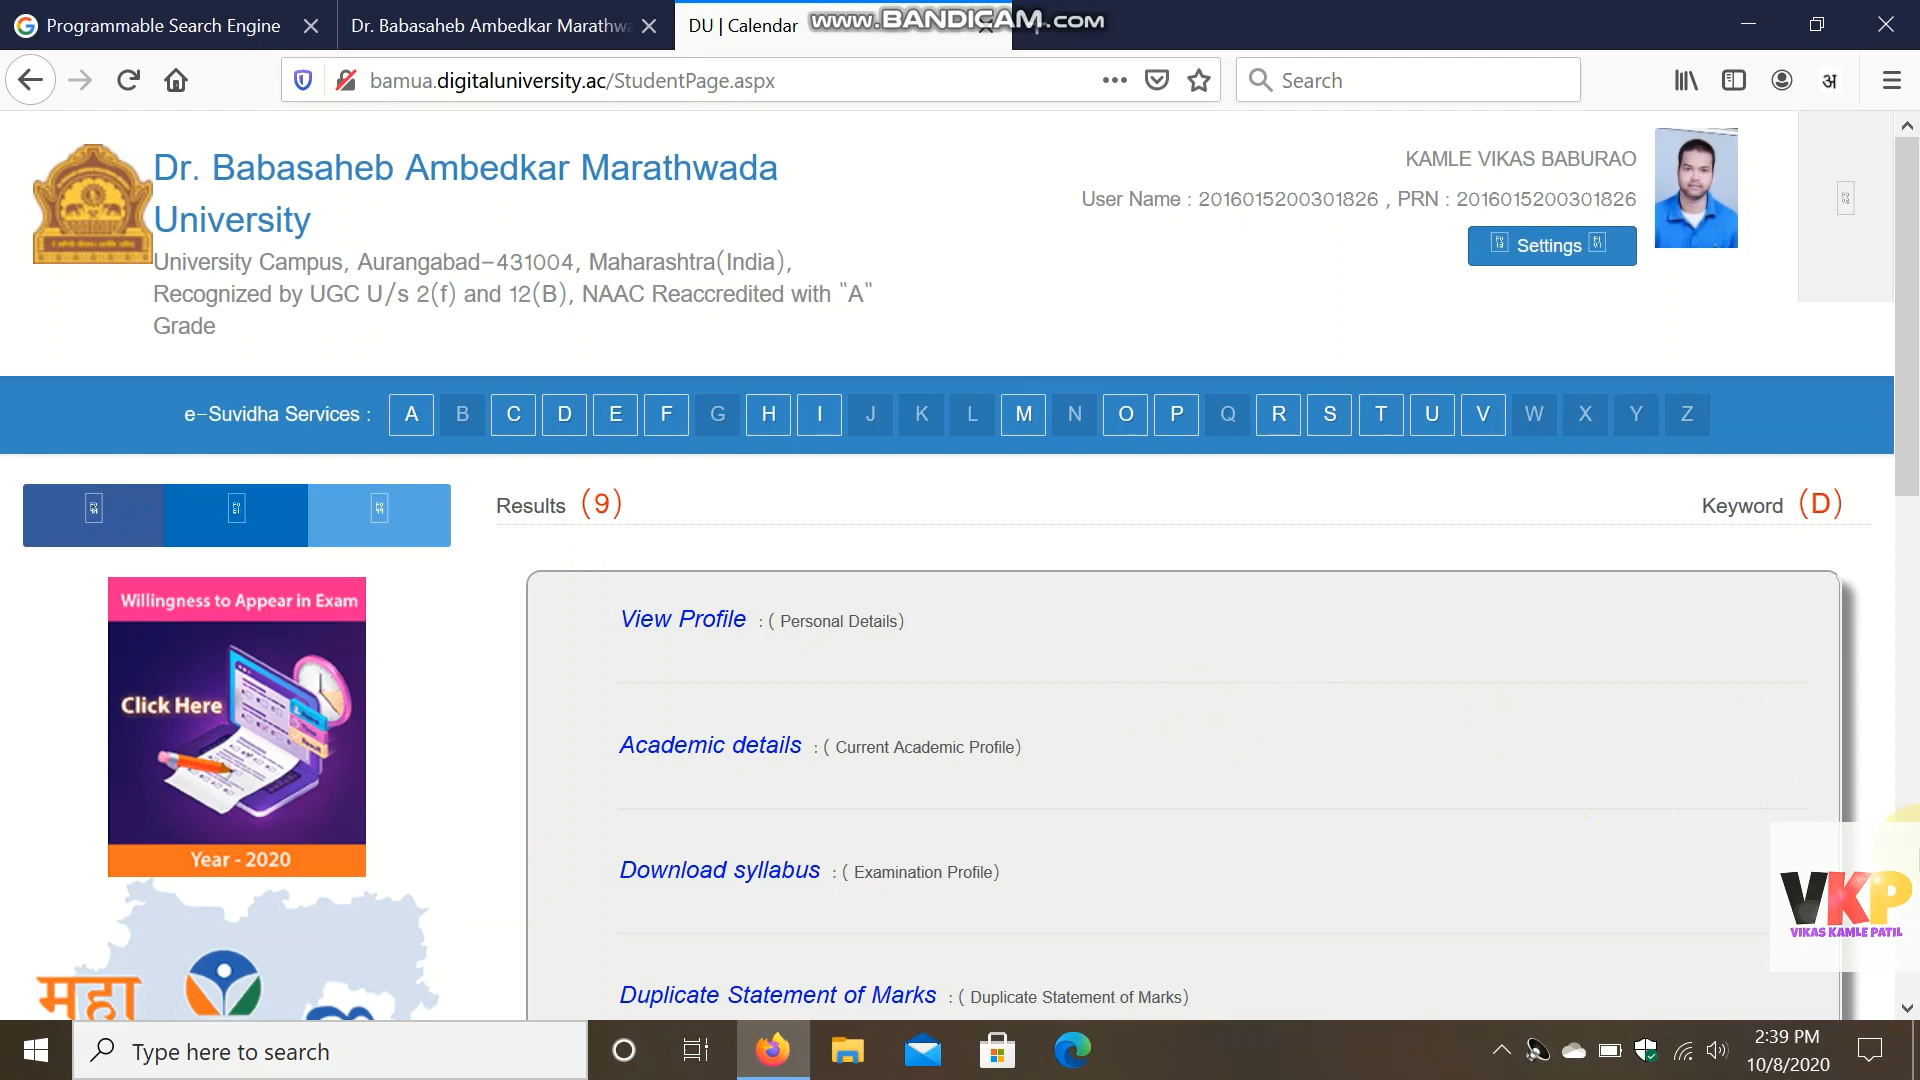 Programmable Search Engine
Dr. Babasaheb Ambedkar Marathw
DU | Calendar
www.BANDICAM.COM
bamua.digitaluniversity.ac/StudentPage.aspx
Search
अ
Dr. Babasaheb Ambedkar Marathwada
University
University Campus, Aurangabad-431004, Maharashtra(India),
Recognized by UGC U/s 2(f) and 12(B), NAAC Reaccredited with "A"
Grade
KAMLE VIKAS BABURAO
User Name : 2016015200301826 , PRN : 2016015200301826
Settings
e-Suvidha Services : A B C D E F G H I J K L M N O P Q R S T U V W X Y Z
Results (9)
Keyword (D)
Willingness to Appear in Exam
Click Here
Year - 2020
महा
View Profile : ( Personal Details)
Academic details : ( Current Academic Profile)
Download syllabus : ( Examination Profile)
Duplicate Statement of Marks : ( Duplicate Statement of Marks)
VKP
VIKAS KAMLE PATIL
Type here to search
2:39 PM
10/8/2020